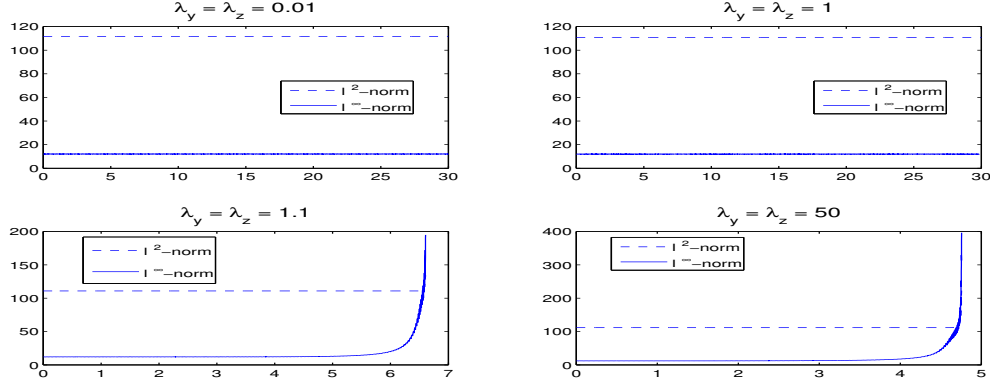 λy = λz = 0.01
120
100
80
60
40
20
0
l 2−norm
l ∞−norm
0 5 10 15 20 25 30
λy = λz = 1
120
100
80
60
40
20
0
l 2−norm
l ∞−norm
0 5 10 15 20 25 30
λy = λz = 1.1
200
150
100
50
0
l 2−norm
l ∞−norm
0 1 2 3 4 5 6 7
λy = λz = 50
400
300
200
100
0
l 2−norm
l ∞−norm
0 1 2 3 4 5